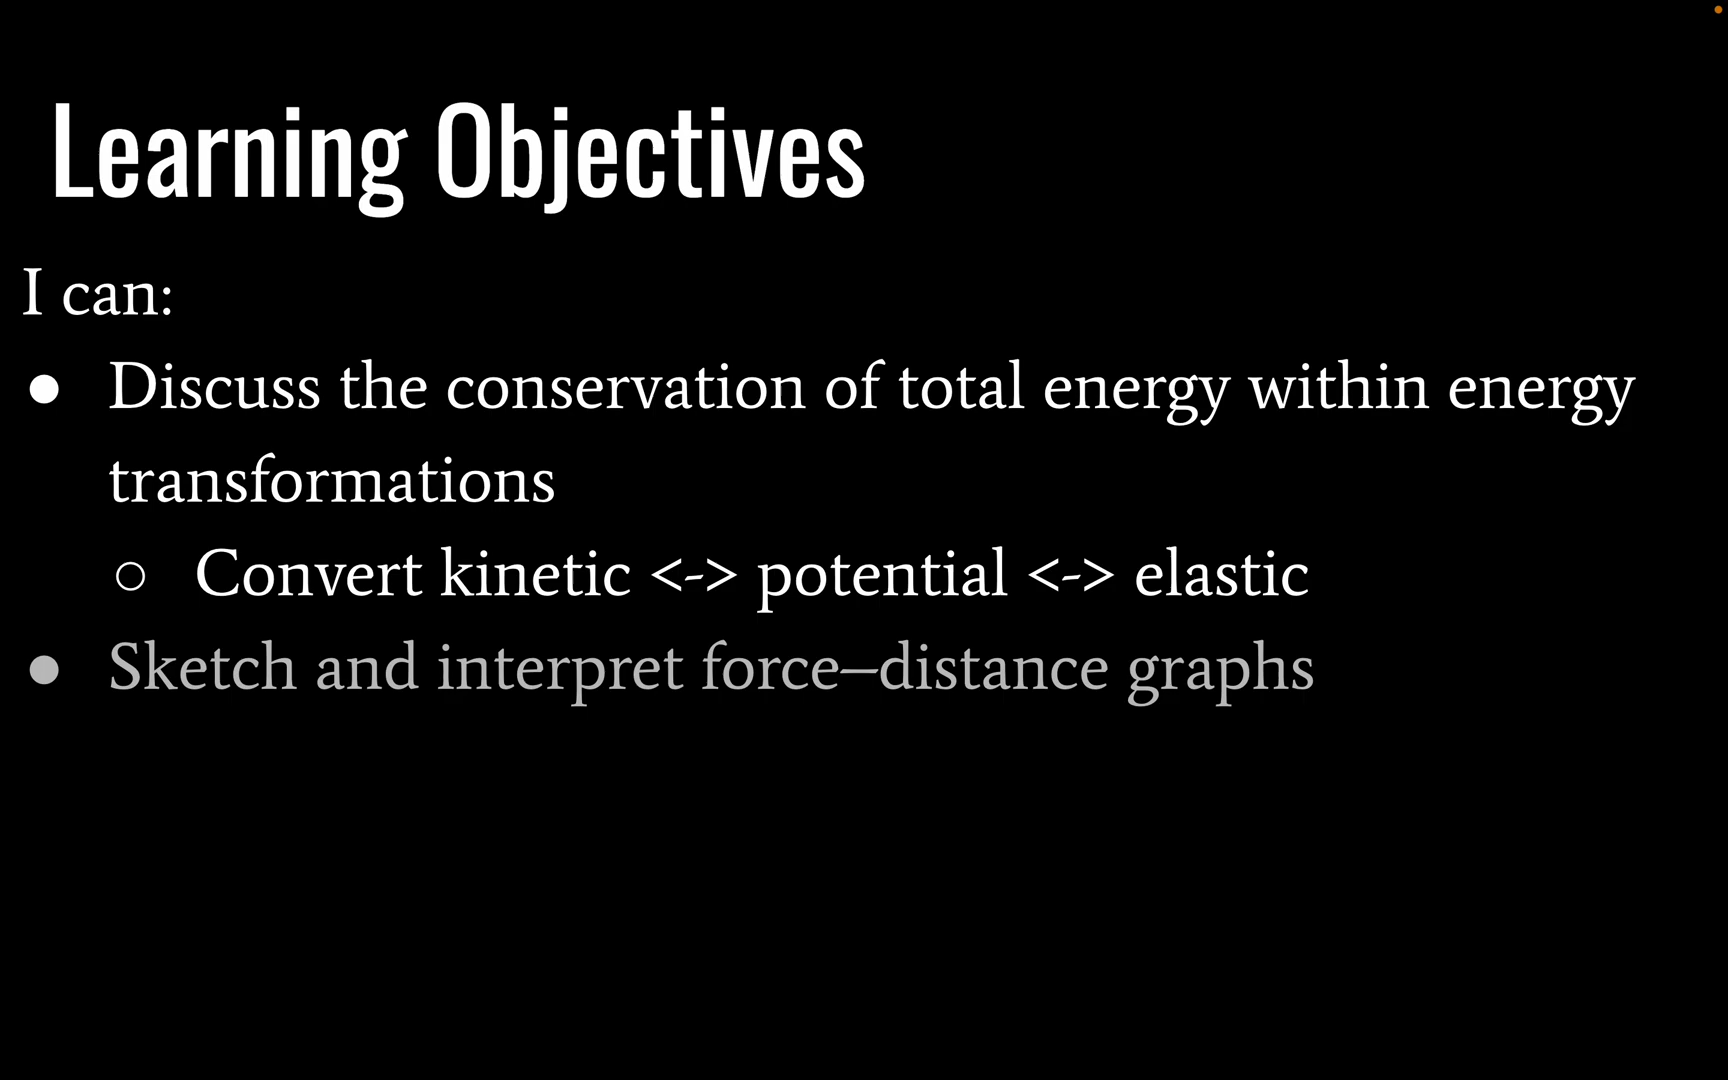 Learning Objectives
I can:
● Discuss the conservation of total energy within energy
transformations
○ Convert kinetic <-> potential <-> elastic
● Sketch and interpret force–distance graphs